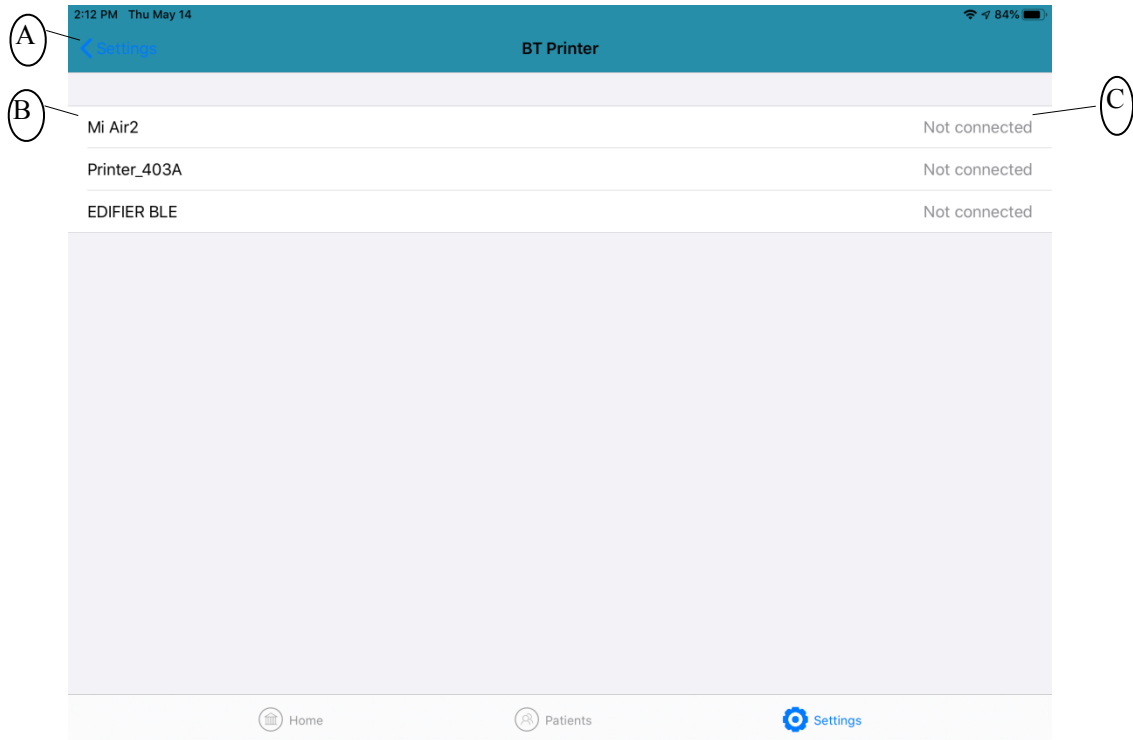 2:12 PM Thu May 14 84%
A
Settings BT Printer
B
C
Mi Air2 Not connected
Printer_403A Not connected
EDIFIER BLE Not connected
Home Patients Settings